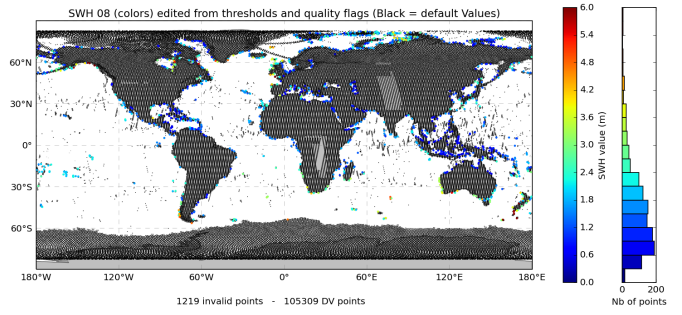 SWH 08 (colors) edited from thresholds and quality flags (Black = default Values)
60°N
30°N
0°
30°S
60°S
180°W
120°W
60°W
0°
60°E
120°E
180°E
1219 invalid points - 105309 DV points
6.0
5.4
4.8
4.2
3.6
3.0
2.4
1.8
1.2
0.6
0.0
SWH value (m)
0
200
Nb of points